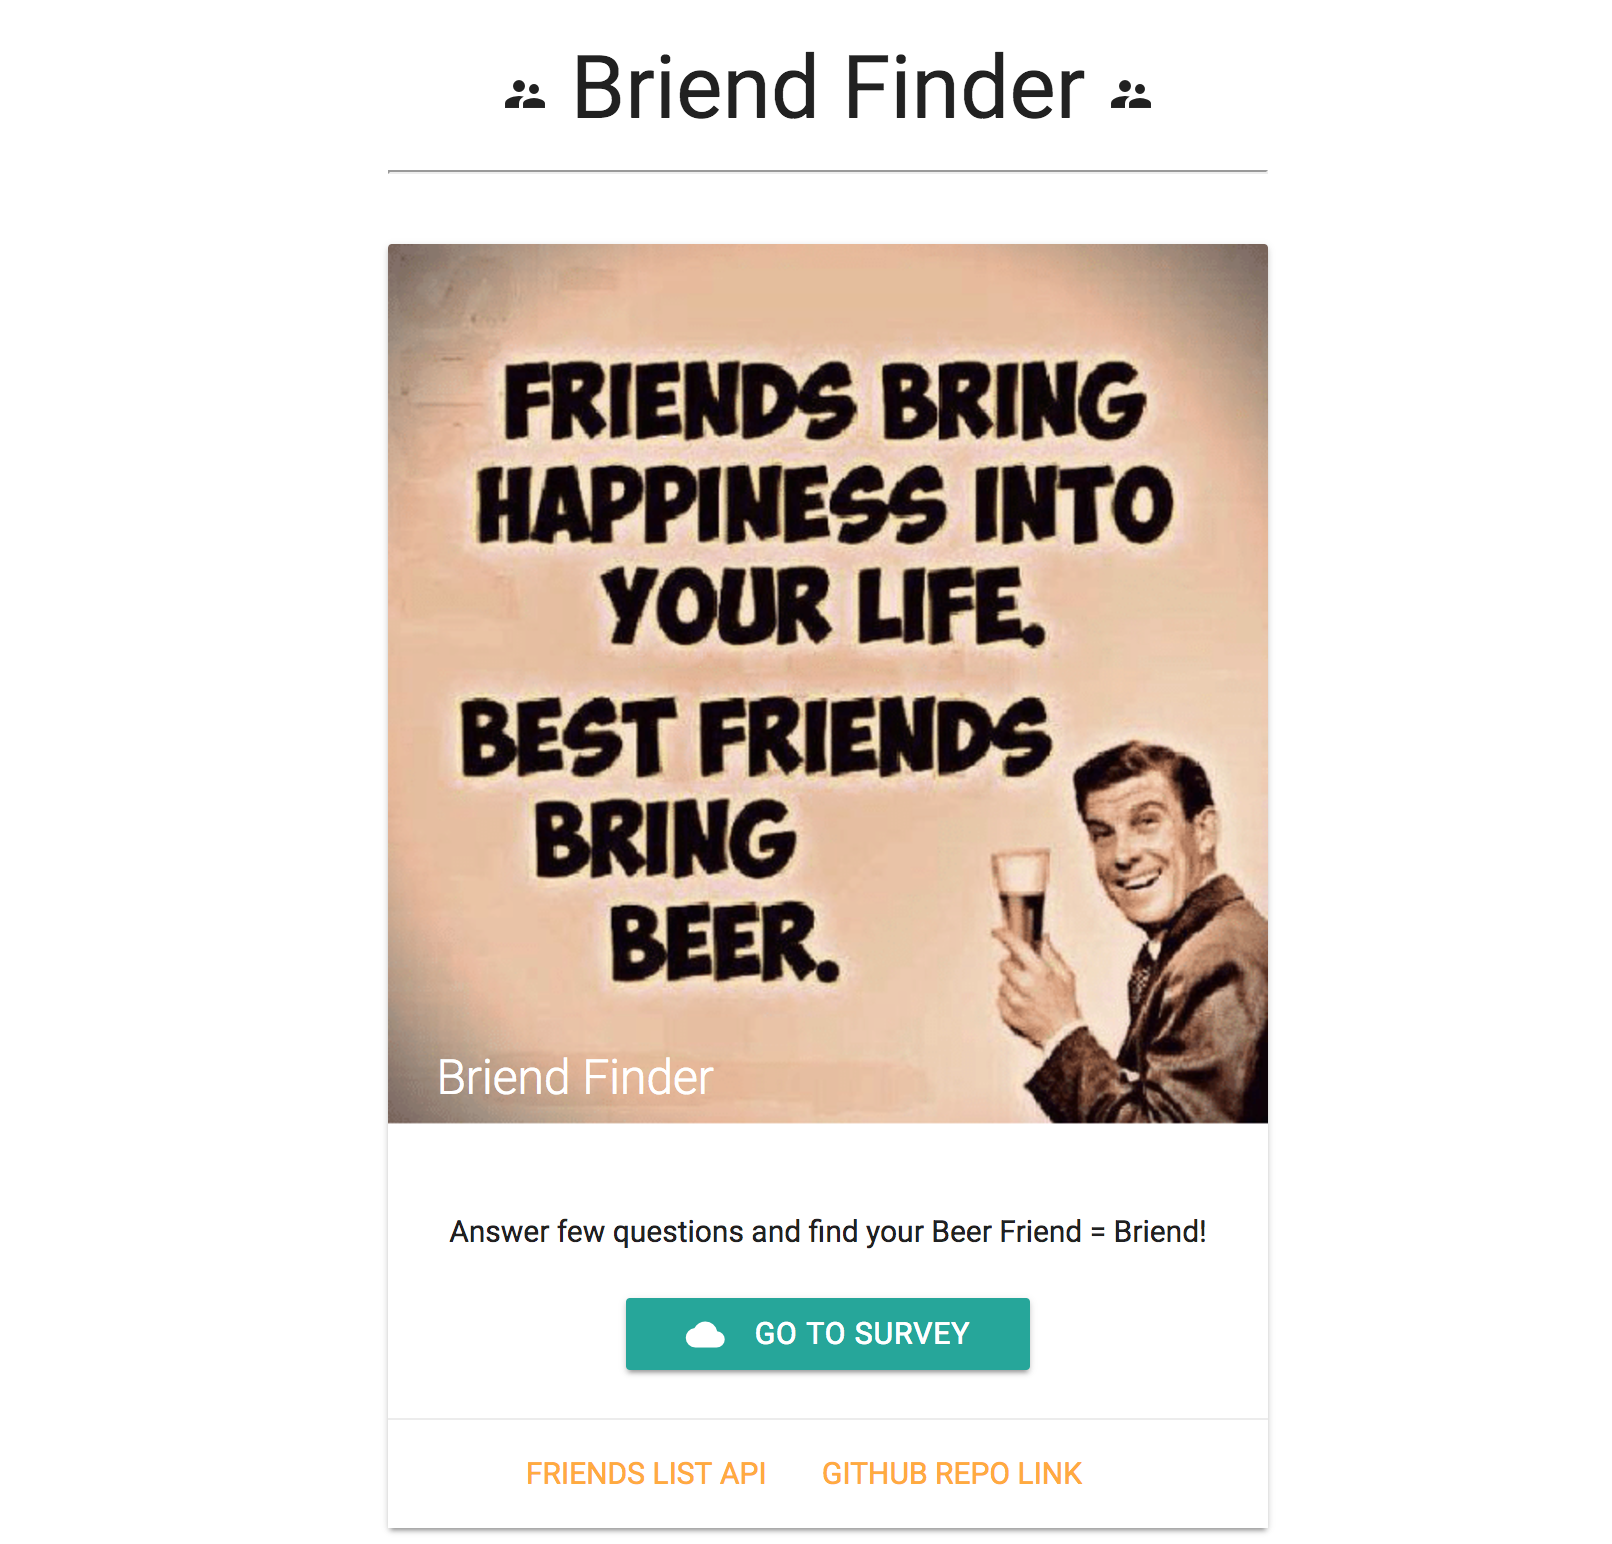 Briend Finder
FRIENDS BRING
HAPPINESS INTO
YOUR LIFE.
BEST FRIENDS
BRING
BEER.
Briend Finder
Answer few questions and find your Beer Friend = Briend!
GO TO SURVEY
FRIENDS LIST API GITHUB REPO LINK